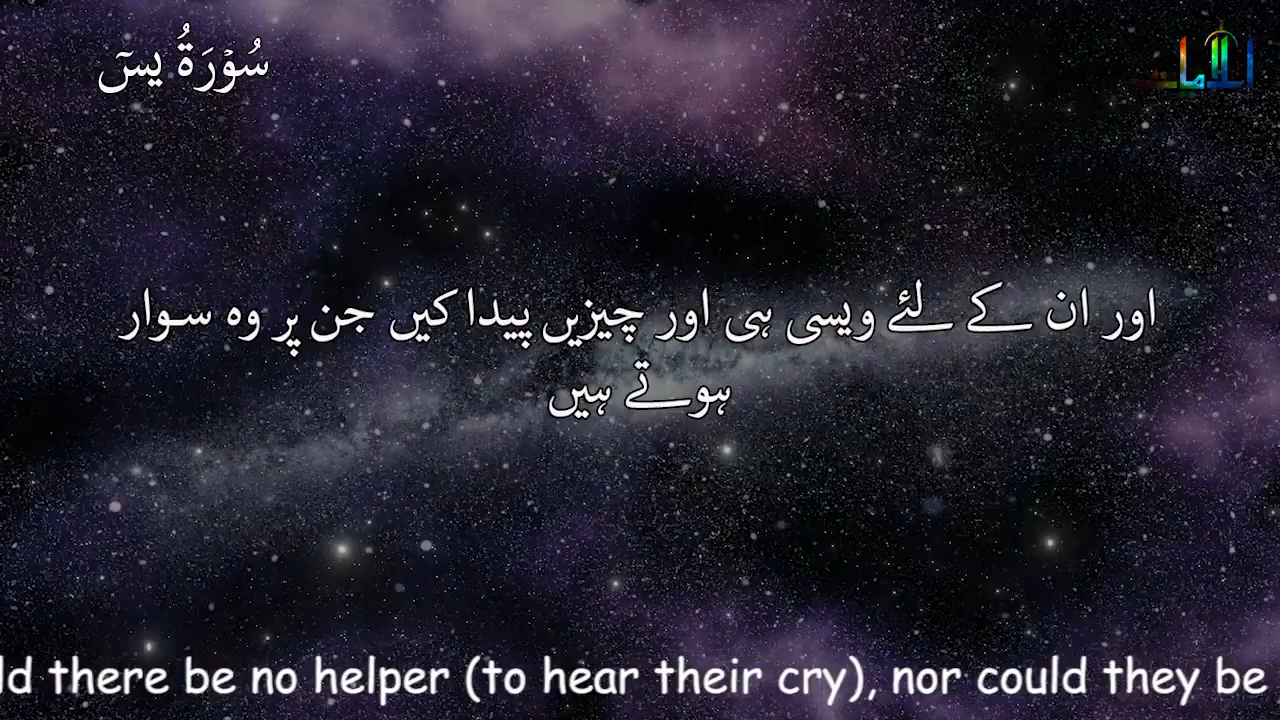 سُوْرَةُ يسٓ
اور ان کے لئے ویسی ہی اور چیزیں پیدا کیں جن پر وہ سوار
ہوتے ہیں
ld there be no helper (to hear their cry), nor could they be